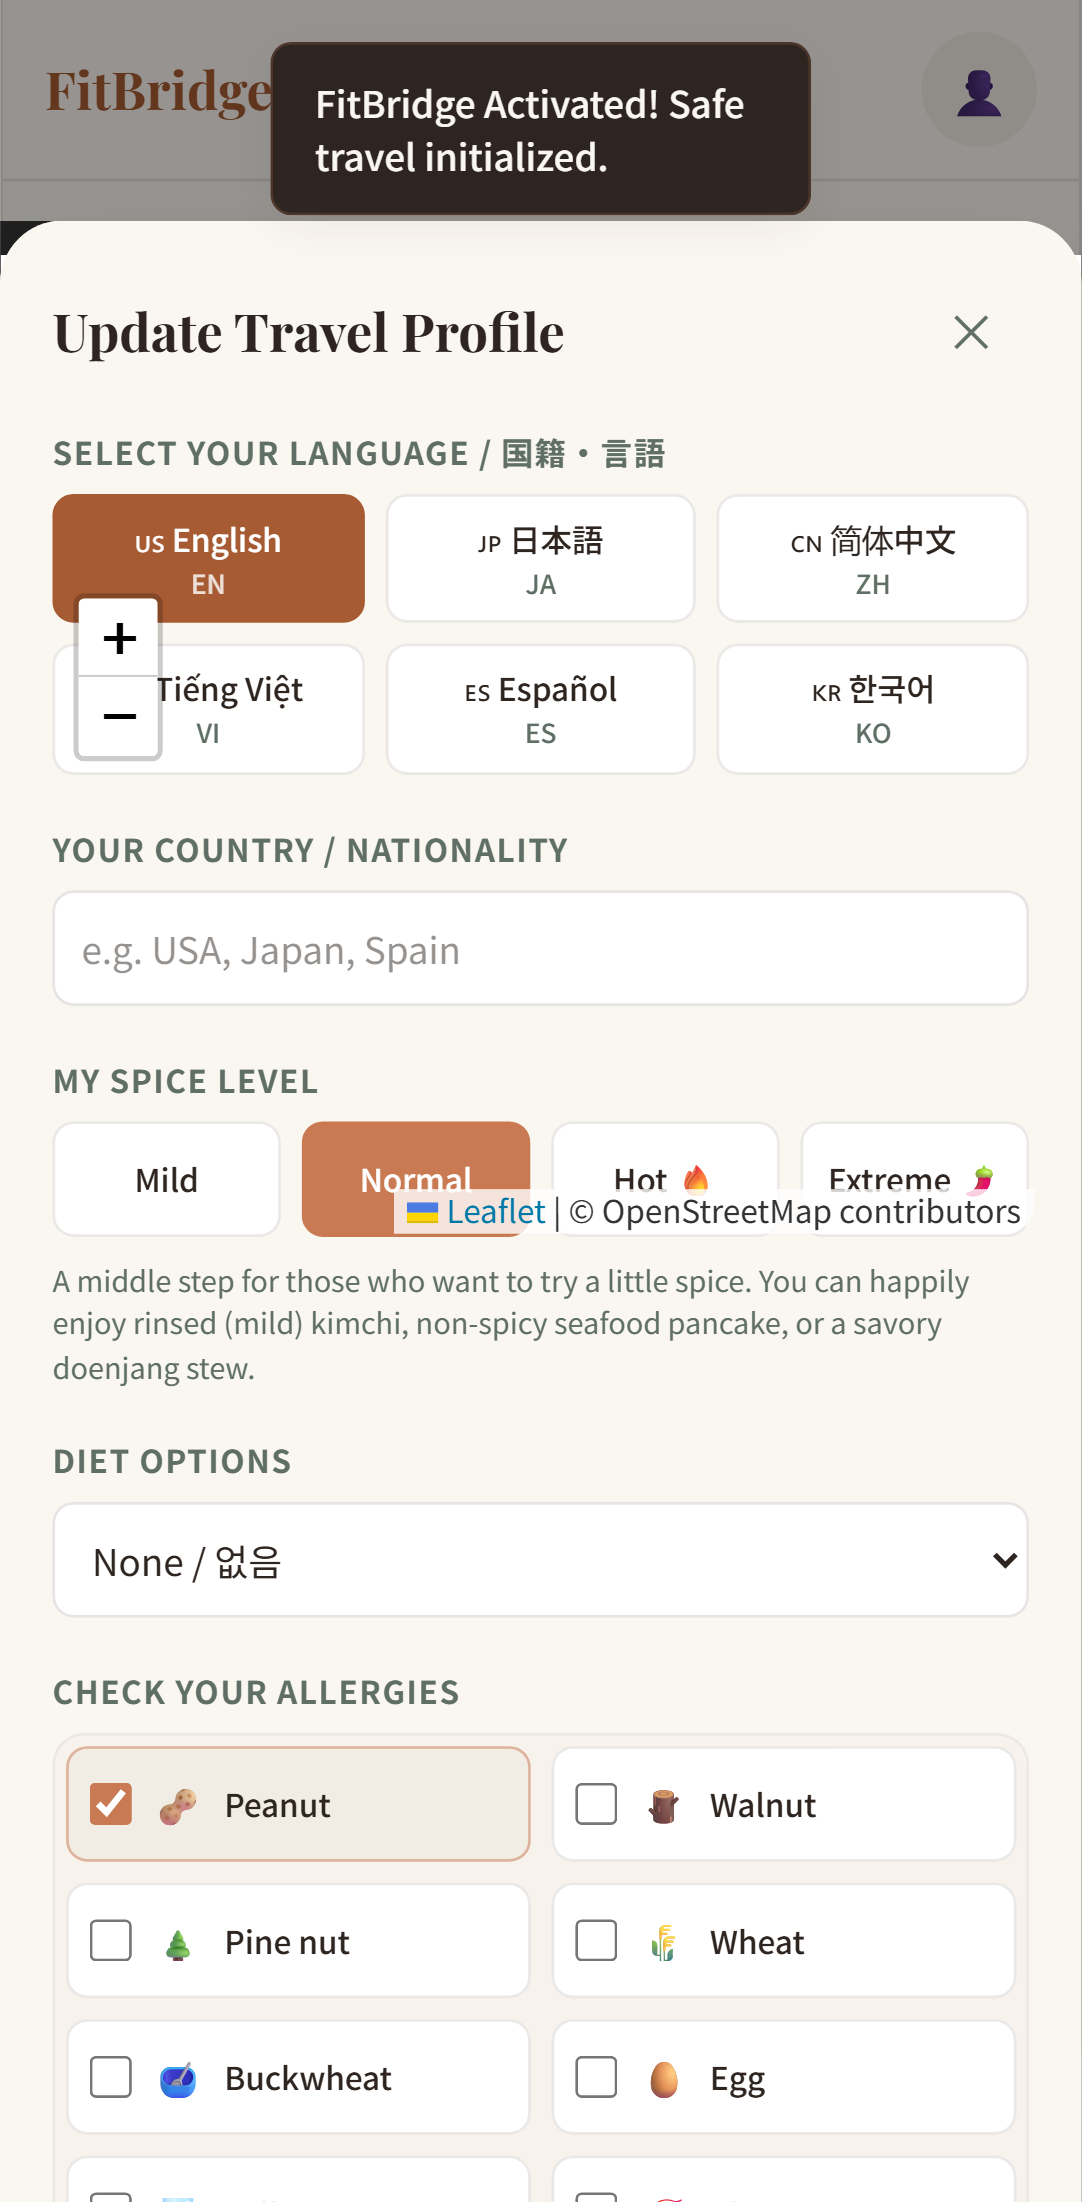 FitBridge
FitBridge Activated! Safe
travel initialized.
Update Travel Profile
SELECT YOUR LANGUAGE / 国籍・言語
US English
EN
JP 日本語
JA
CN 简体中文
ZH
+
Tiếng Việt
VI
−
ES Español
ES
KR 한국어
KO
YOUR COUNTRY / NATIONALITY
e.g. USA, Japan, Spain
MY SPICE LEVEL
Mild
Normal
Hot
Extreme
Leaflet | © OpenStreetMap contributors
A middle step for those who want to try a little spice. You can happily
enjoy rinsed (mild) kimchi, non-spicy seafood pancake, or a savory
doenjang stew.
DIET OPTIONS
None / 없음
CHECK YOUR ALLERGIES
Peanut
Walnut
Pine nut
Wheat
Buckwheat
Egg